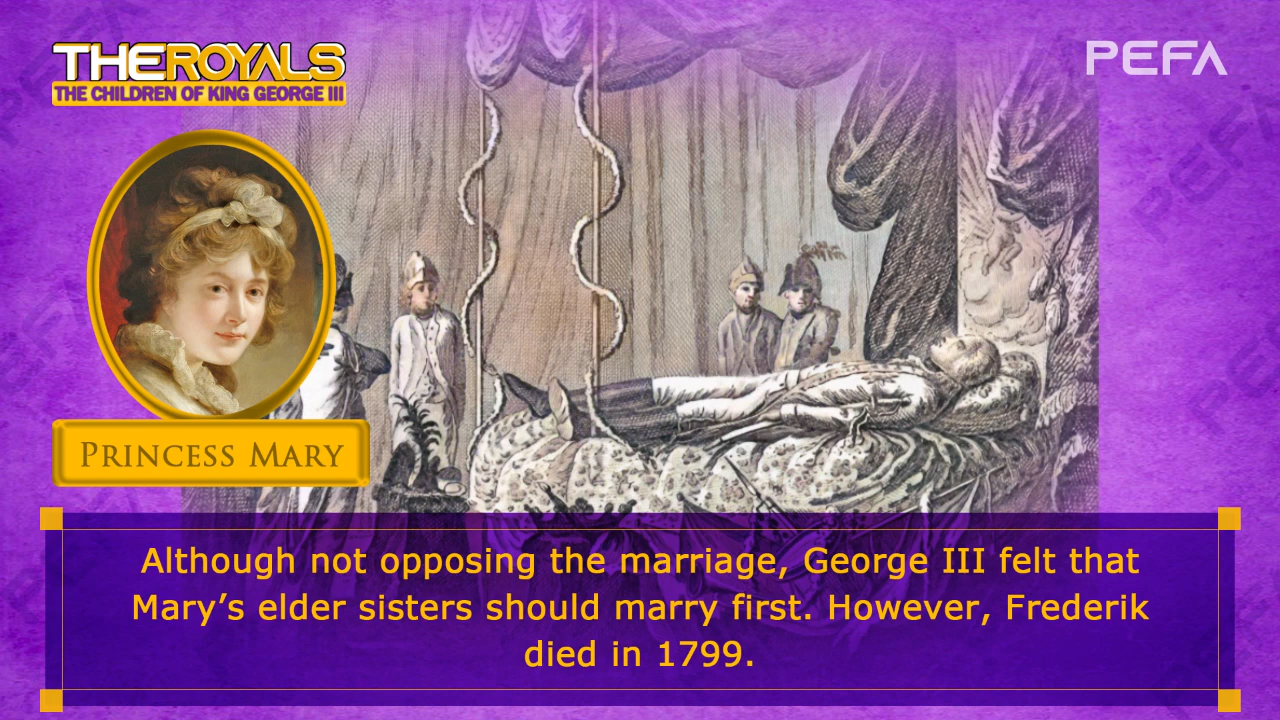 THEROYALS
THE CHILDREN OF KING GEORGE III
PEFA
PRINCESS MARY
Although not opposing the marriage, George III felt that
Mary’s elder sisters should marry first. However, Frederik
died in 1799.